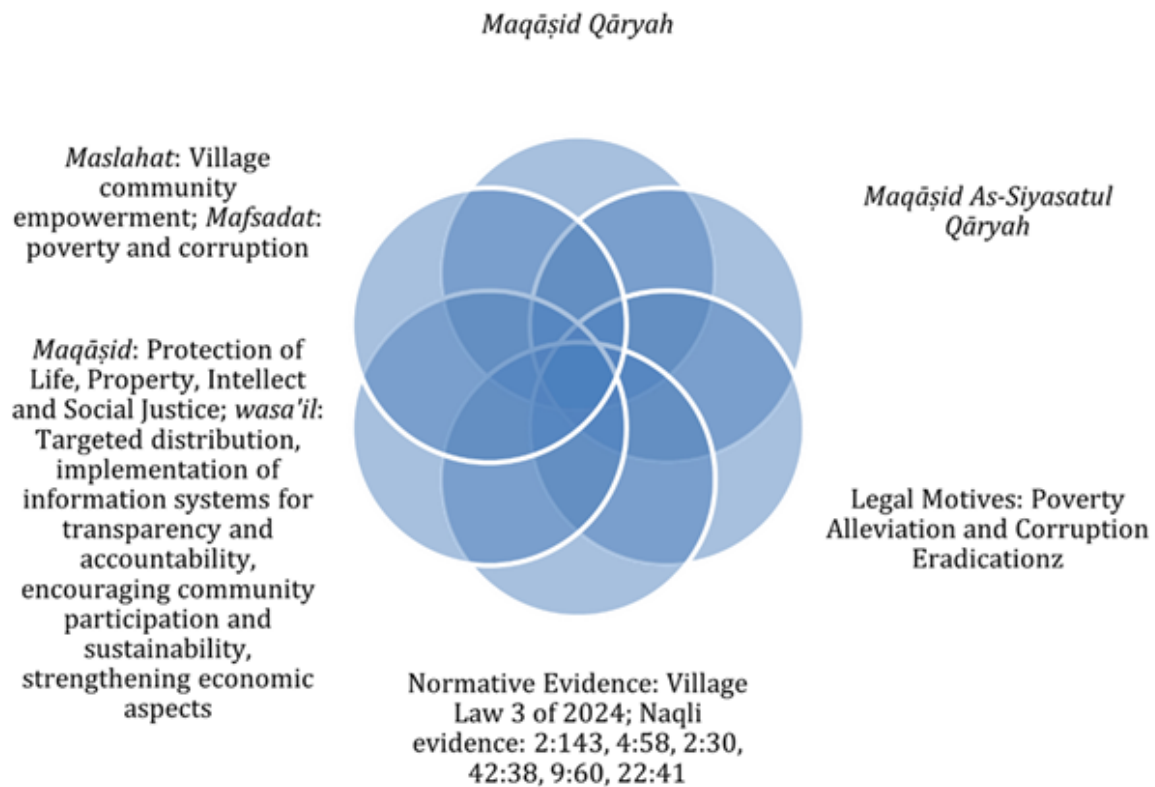 Maqāṣid Qāryah
Maslahat: Village
community
empowerment; Mafsadat:
poverty and corruption
Maqāṣid As-Siyasatul
Qāryah
Maqāṣid: Protection of
Life, Property, Intellect
and Social Justice; wasa'il:
Targeted distribution,
implementation of
information systems for
transparency and
accountability,
encouraging community
participation and
sustainability,
strengthening economic
aspects
Legal Motives: Poverty
Alleviation and Corruption
Eradicationz
Normative Evidence: Village
Law 3 of 2024; Naqli
evidence: 2:143, 4:58, 2:30,
42:38, 9:60, 22:41